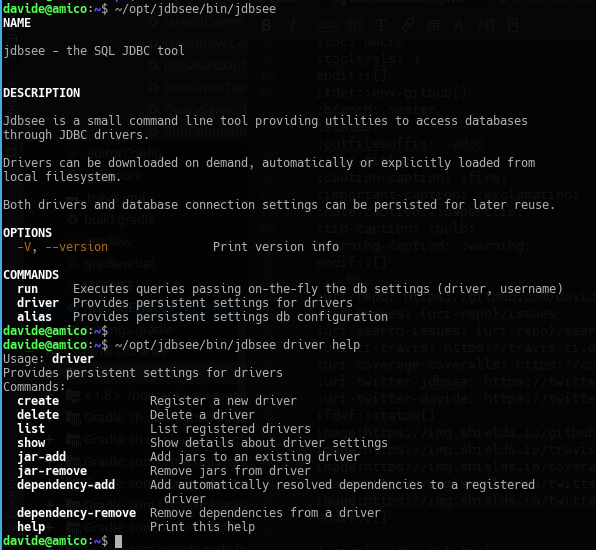 davide@amico:~$ ~/opt/jdbsee/bin/jdbsee
NAME
jdbsee - the SQL JDBC tool
DESCRIPTION
Jdbsee is a small command line tool providing utilities to access databases
through JDBC drivers.
Drivers can be downloaded on demand, automatically or explicitly loaded from
local filesystem.
Both drivers and database connection settings can be persisted for later reuse.
OPTIONS
-V, --version Print version info
COMMANDS
run Executes queries passing on-the-fly the db settings (driver, username)
driver Provides persistent settings for drivers
alias Provides persistent settings db configuration
davide@amico:~$
davide@amico:~$ ~/opt/jdbsee/bin/jdbsee driver help
Usage: driver
Provides persistent settings for drivers
Commands:
create Register a new driver
delete Delete a driver
list List registered drivers
show Show details about driver settings
jar-add Add jars to an existing driver
jar-remove Remove jars from driver
dependency-add Add automatically resolved dependencies to a registered
driver
dependency-remove Remove dependencies from a driver
help Print this help
davide@amico:~$